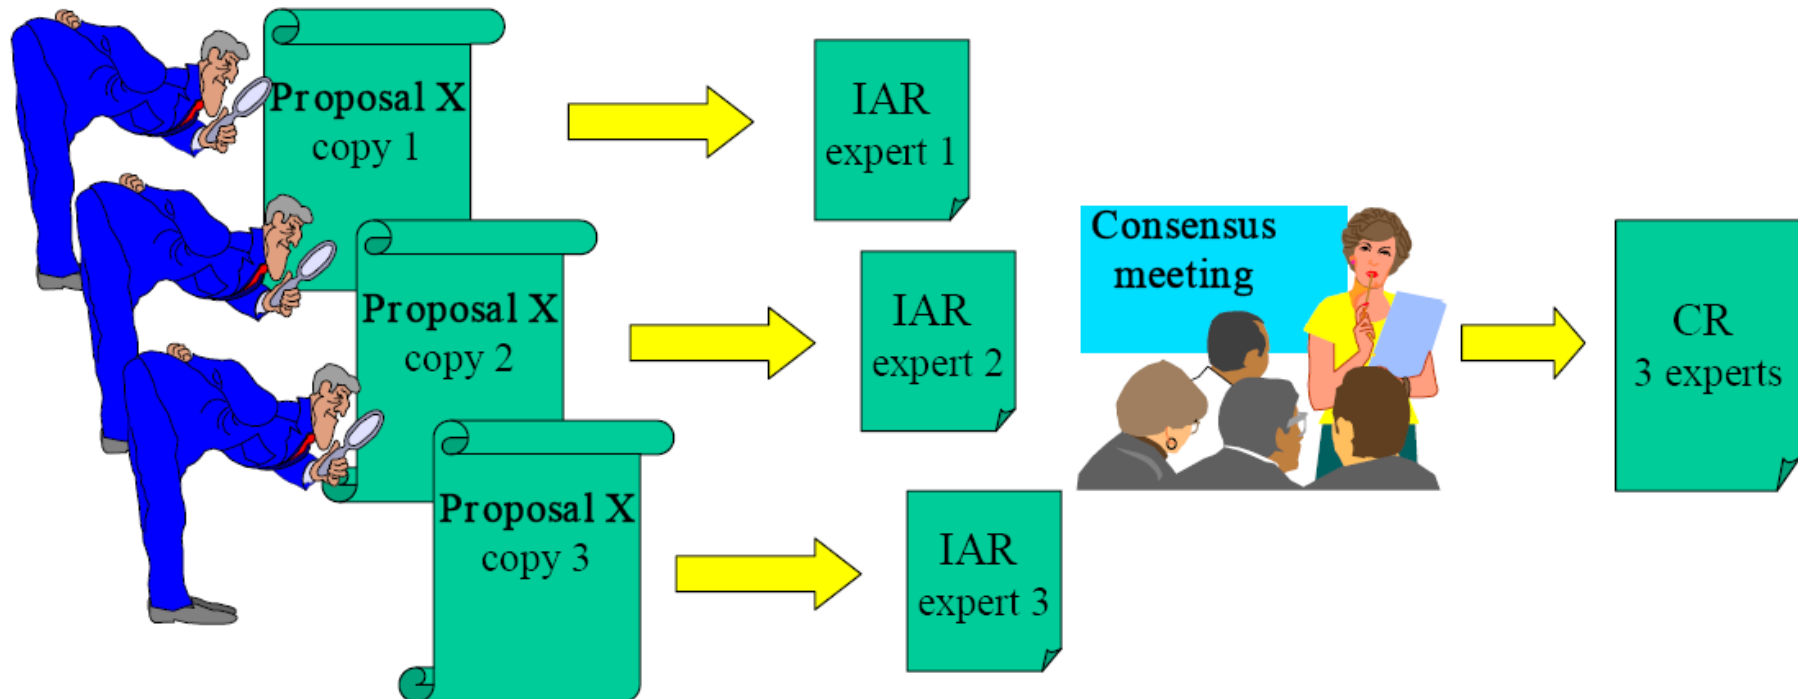 Proposal X
copy 1
IAR
expert 1
Proposal X
copy 2
IAR
expert 2
Proposal X
copy 3
IAR
expert 3
Consensus
meeting
CR
3 experts